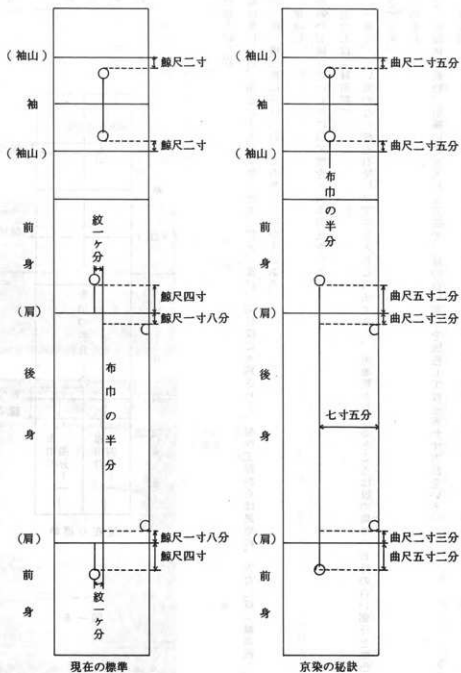 (袖山)
鯨尺二寸
袖
(袖山)
鯨尺二寸
前身
紋一ヶ分
鯨尺四寸
(肩)
鯨尺一寸八分
後身
布巾の半分
鯨尺一寸八分
(肩)
鯨尺四寸
前身
紋一ヶ分
現在の標準
(袖山)
曲尺二寸五分
袖
(袖山)
曲尺二寸五分
布巾の半分
前身
曲尺五寸二分
(肩)
曲尺二寸三分
後身
七寸五分
曲尺二寸三分
(肩)
曲尺五寸二分
前身
京染の秘訣